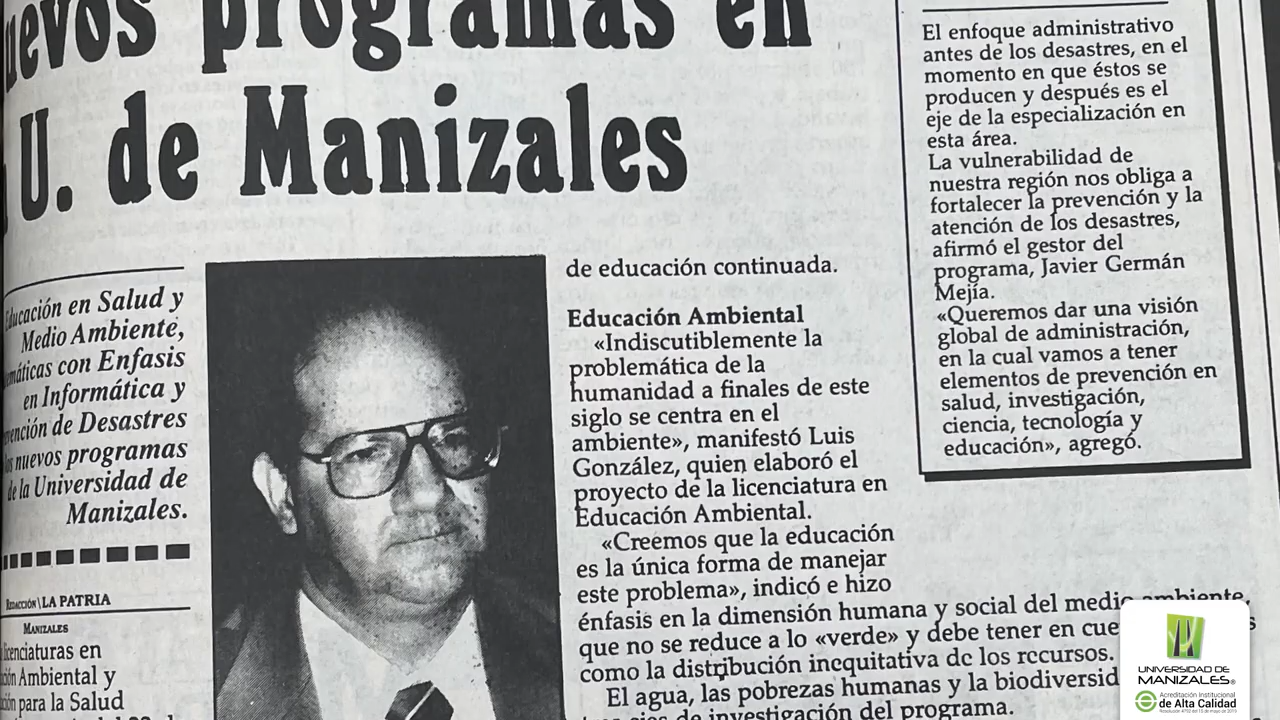 uevos programas en
U. de Manizales
ducación en Salud y
Medio Ambiente,
máticas con Enfasis
en Informática y
vención de Desastres
los nuevos programas
de la Universidad de
Manizales.
REDACCIÓN\LA PATRIA
MANIZALES
licenciaturas en
ción Ambiental y
ción para la Salud
de educación continuada.
Educación Ambiental
«Indiscutiblemente la
problemática de la
humanidad a finales de este
siglo se centra en el
ambiente», manifestó Luis
González, quien elaboró el
proyecto de la licenciatura en
Educación Ambiental.
«Creemos que la educación
es la única forma de manejar
este problema», indicó e hizo
énfasis en la dimensión humana y social del medio ambiente,
que no se reduce a lo «verde» y debe tener en cue
como la distribución inequitativa de los recursos.
El agua, las pobrezas humanas y la biodiversid
de investigación del programa.
El enfoque administrativo
antes de los desastres, en el
momento en que éstos se
producen y después es el
eje de la especialización en
esta área.
La vulnerabilidad de
nuestra región nos obliga a
fortalecer la prevención y la
atención de los desastres,
afirmó el gestor del
programa, Javier Germán
Mejía.
«Queremos dar una visión
global de administración,
en la cual vamos a tener
elementos de prevención en
salud, investigación,
ciencia, tecnología y
educación», agregó.
UNIVERSIDAD DE
MANIZALES®
Acreditación Institucional
de Alta Calidad